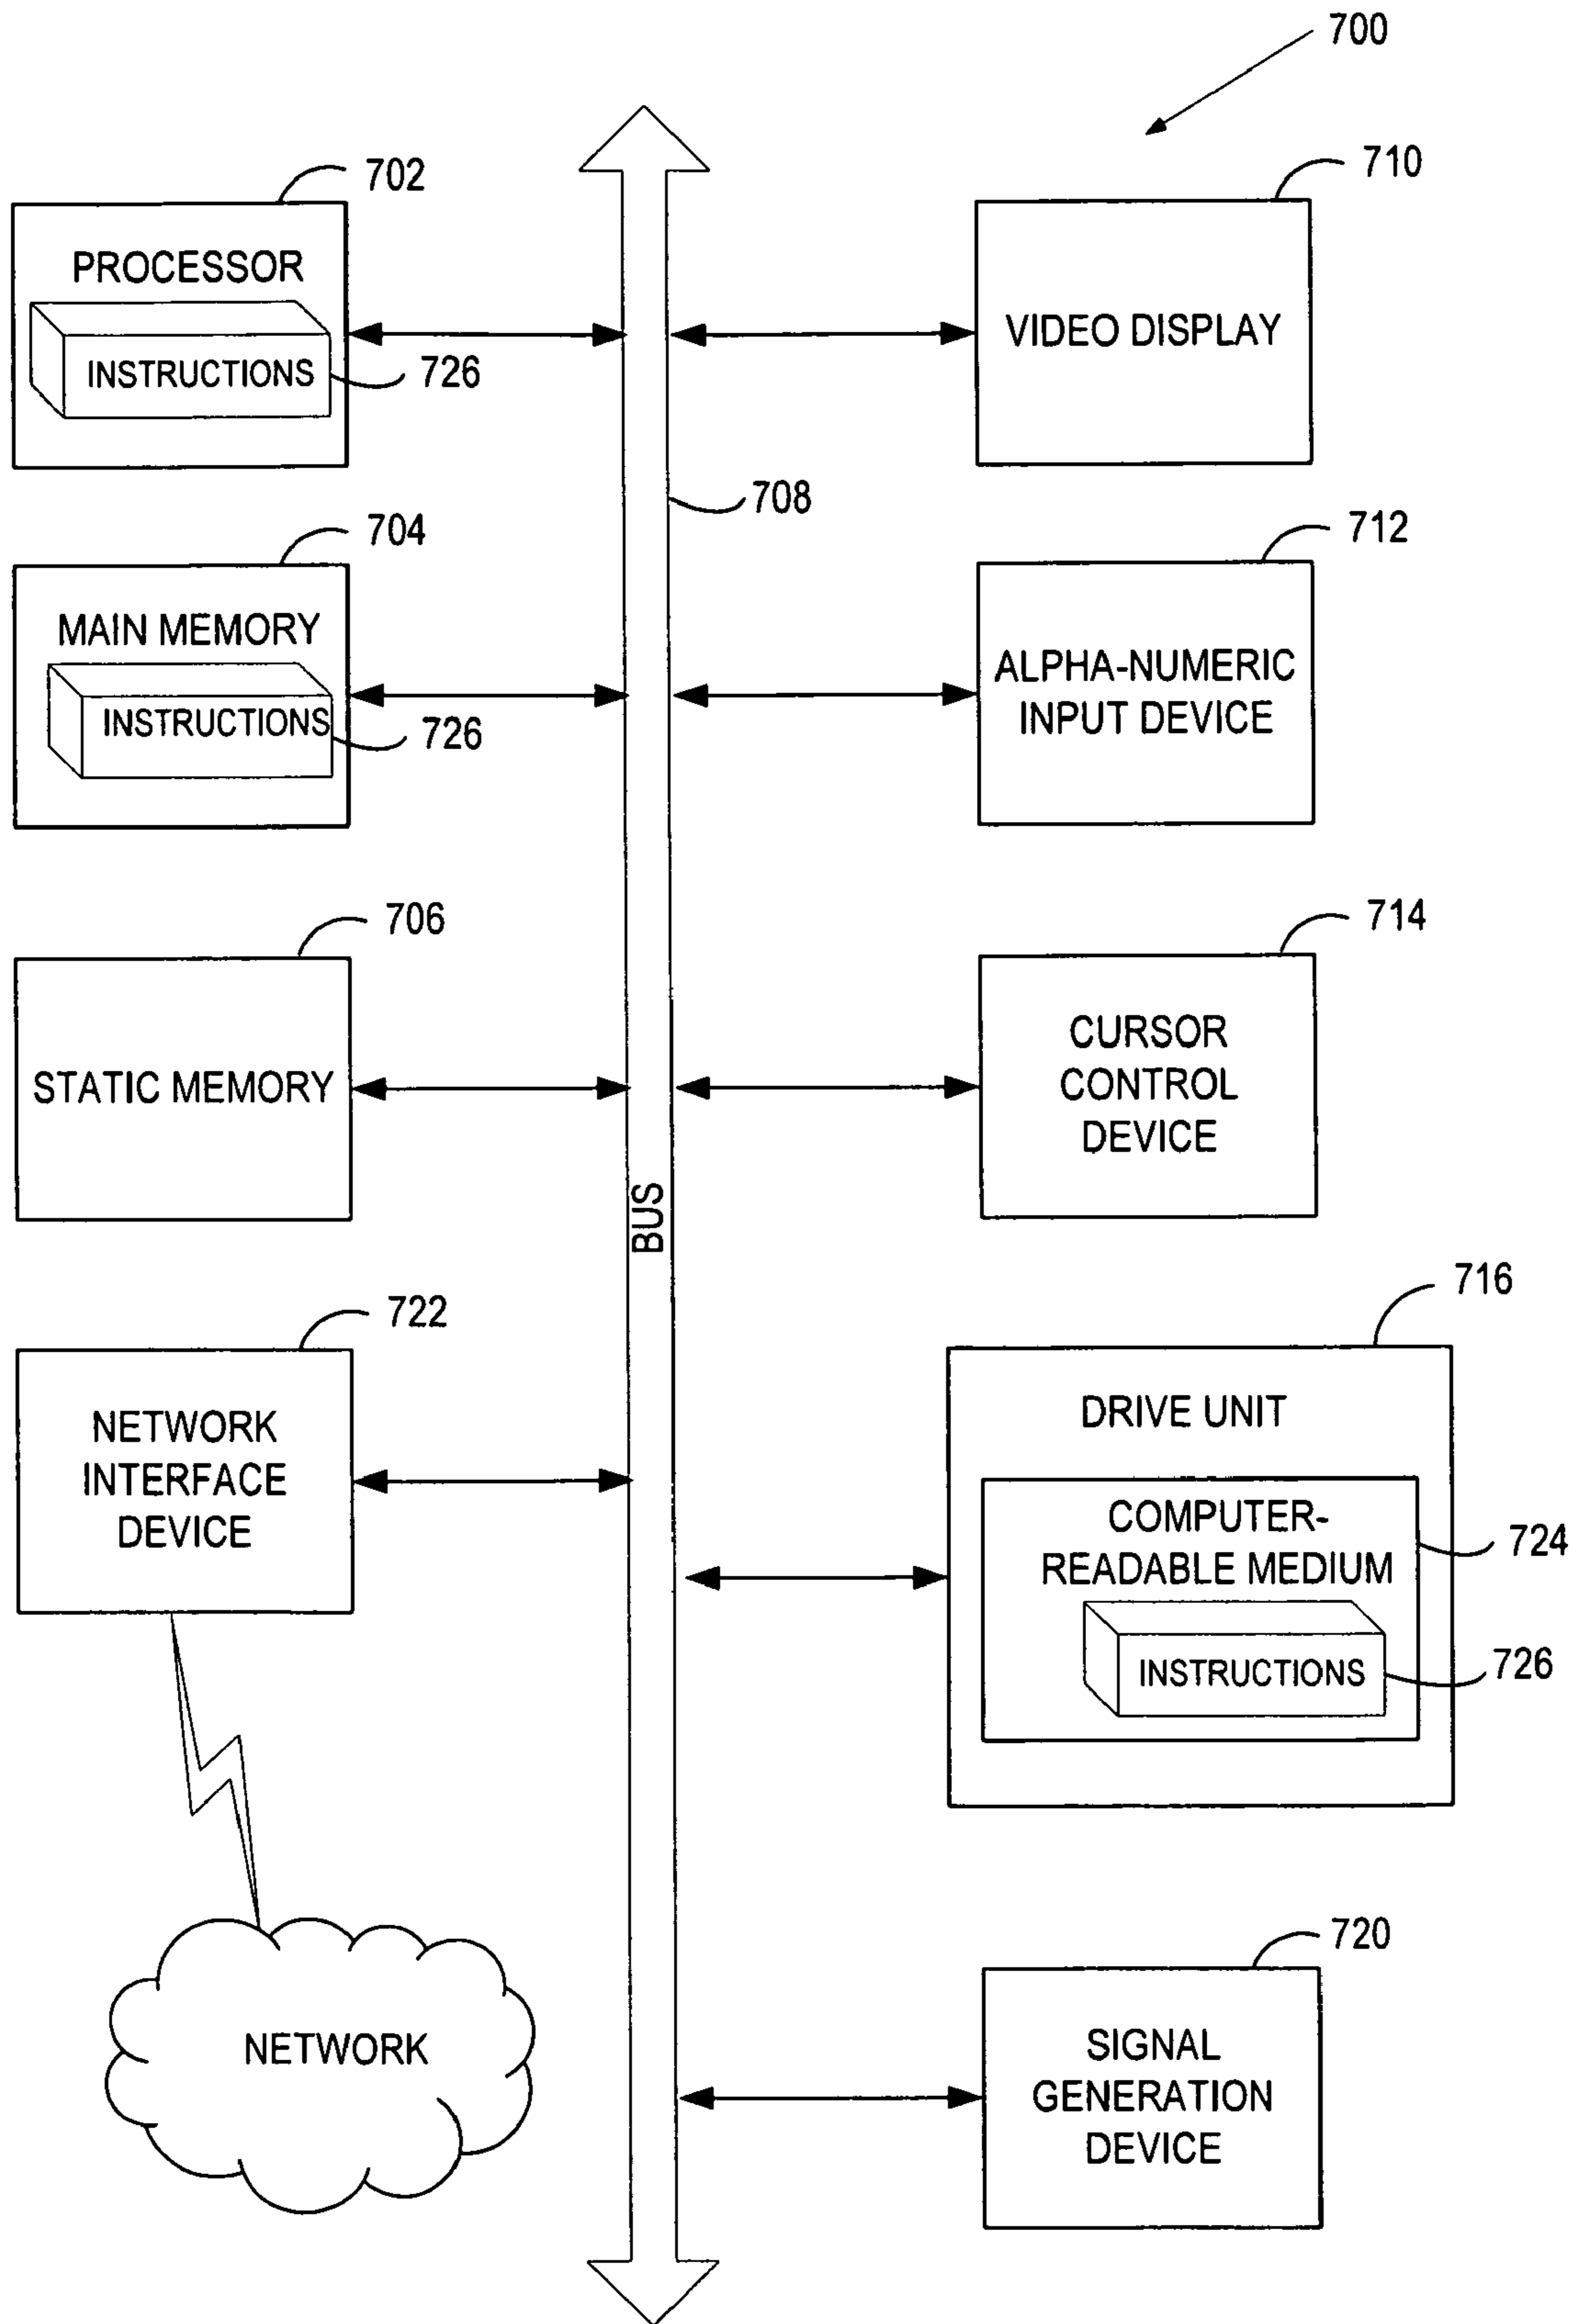 700
702
PROCESSOR
INSTRUCTIONS
726
704
MAIN MEMORY
INSTRUCTIONS
726
706
STATIC MEMORY
722
NETWORK
INTERFACE
DEVICE
NETWORK
708
BUS
710
VIDEO DISPLAY
712
ALPHA-NUMERIC
INPUT DEVICE
714
CURSOR
CONTROL
DEVICE
716
DRIVE UNIT
COMPUTER-
READABLE MEDIUM
724
INSTRUCTIONS
726
720
SIGNAL
GENERATION
DEVICE